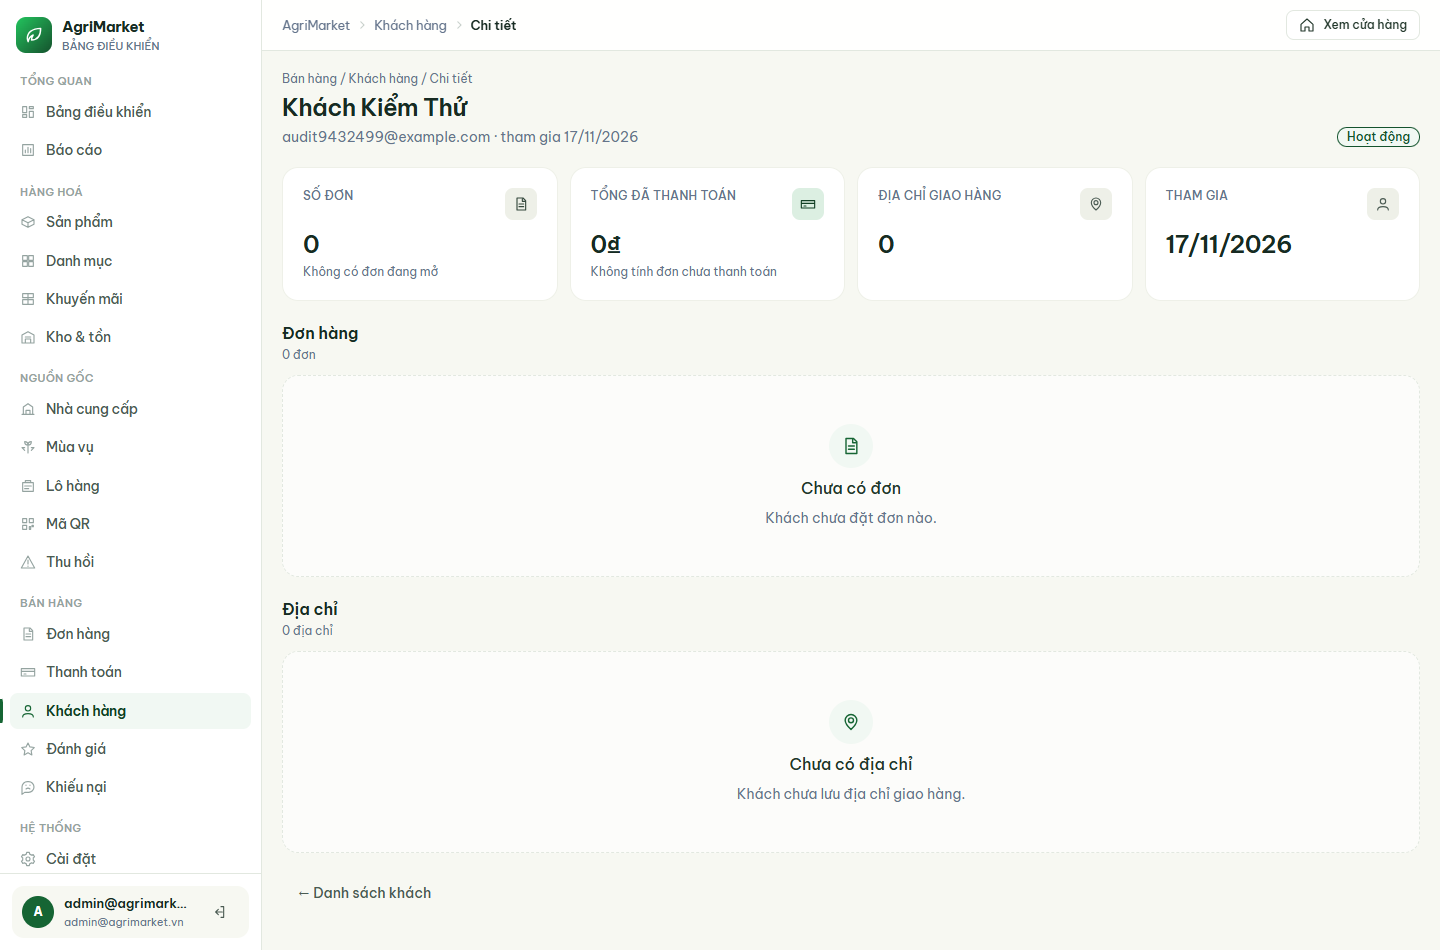 AgriMarket
BẢNG ĐIỀU KHIỂN
TỔNG QUAN
Bảng điều khiển
Báo cáo
HÀNG HOÁ
Sản phẩm
Danh mục
Khuyến mãi
Kho & tồn
NGUỒN GỐC
Nhà cung cấp
Mùa vụ
Lô hàng
Mã QR
Thu hồi
BÁN HÀNG
Đơn hàng
Thanh toán
Khách hàng
Đánh giá
Khiếu nại
HỆ THỐNG
Cài đặt
A
admin@agrimark...
admin@agrimarket.vn
AgriMarket > Khách hàng > Chi tiết
Xem cửa hàng
Bán hàng / Khách hàng / Chi tiết
Khách Kiểm Thử
audit9432499@example.com · tham gia 17/11/2026
Hoạt động
SỐ ĐƠN
0
Không có đơn đang mở
TỔNG ĐÃ THANH TOÁN
0₫
Không tính đơn chưa thanh toán
ĐỊA CHỈ GIAO HÀNG
0
THAM GIA
17/11/2026
Đơn hàng
0 đơn
Chưa có đơn
Khách chưa đặt đơn nào.
Địa chỉ
0 địa chỉ
Chưa có địa chỉ
Khách chưa lưu địa chỉ giao hàng.
← Danh sách khách